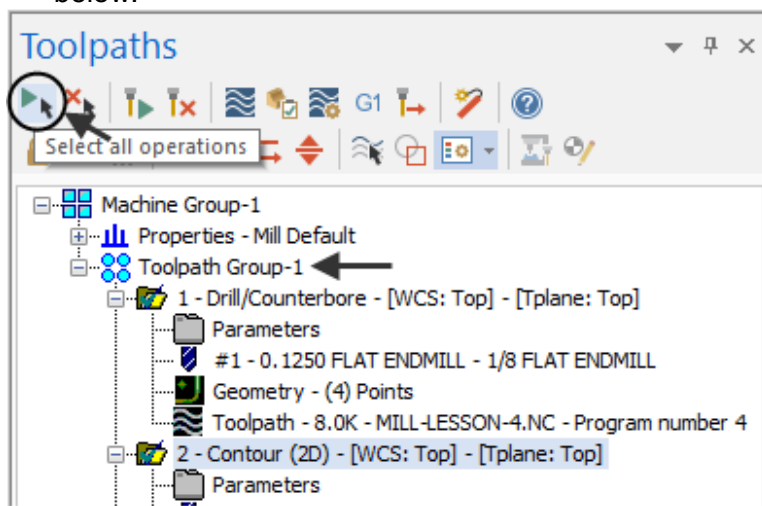 below:
Toolpaths
G1
Select all operations
Machine Group-1
Properties - Mill Default
Toolpath Group-1
1 - Drill/Counterbore - [WCS: Top] - [Tplane: Top]
Parameters
#1 - 0.1250 FLAT ENDMILL - 1/8 FLAT ENDMILL
Geometry - (4) Points
Toolpath - 8.0K - MILL-LESSON-4.NC - Program number 4
2 - Contour (2D) - [WCS: Top] - [Tplane: Top]
Parameters